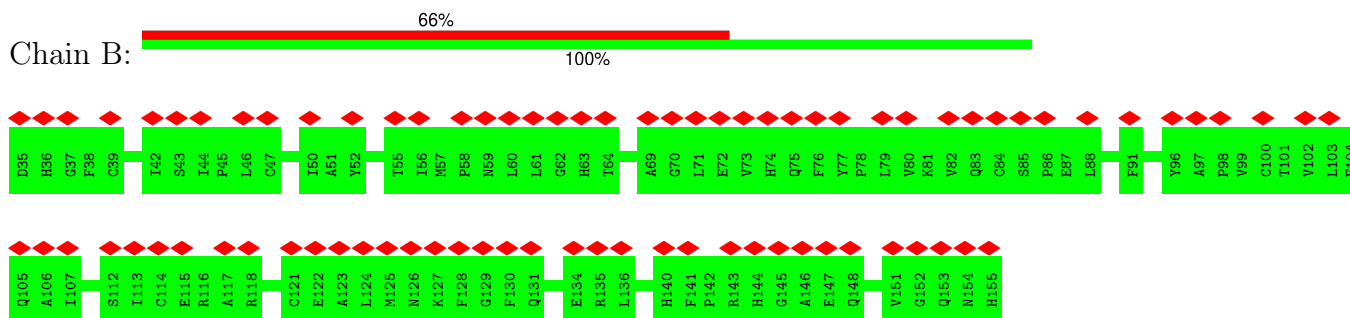 66%
Chain B:
100%
D35 H36 G37 F38 C39 I42 S43 I44 P45 L46 C47 I50 A51 Y52 T55 I56 M57 P58 N59 L60 L61 G62 H63 T64 A69 G70 L71 E72 V73 H74 Q75 F76 Y77 P78 L79 V80 K81 V82 Q83 C84 S85 P86 E87 L88 F91 Y96 A97 P98 V99 C100 T101 V102 L103 E104
Q105 A106 I107 S112 I113 C114 E115 R116 A117 R118 C121 E122 A123 L124 M125 N126 K127 F128 G129 F130 Q131 E134 R135 L136 H140 F141 P142 R143 H144 G145 A146 E147 Q148 V151 G152 Q153 N154 H155